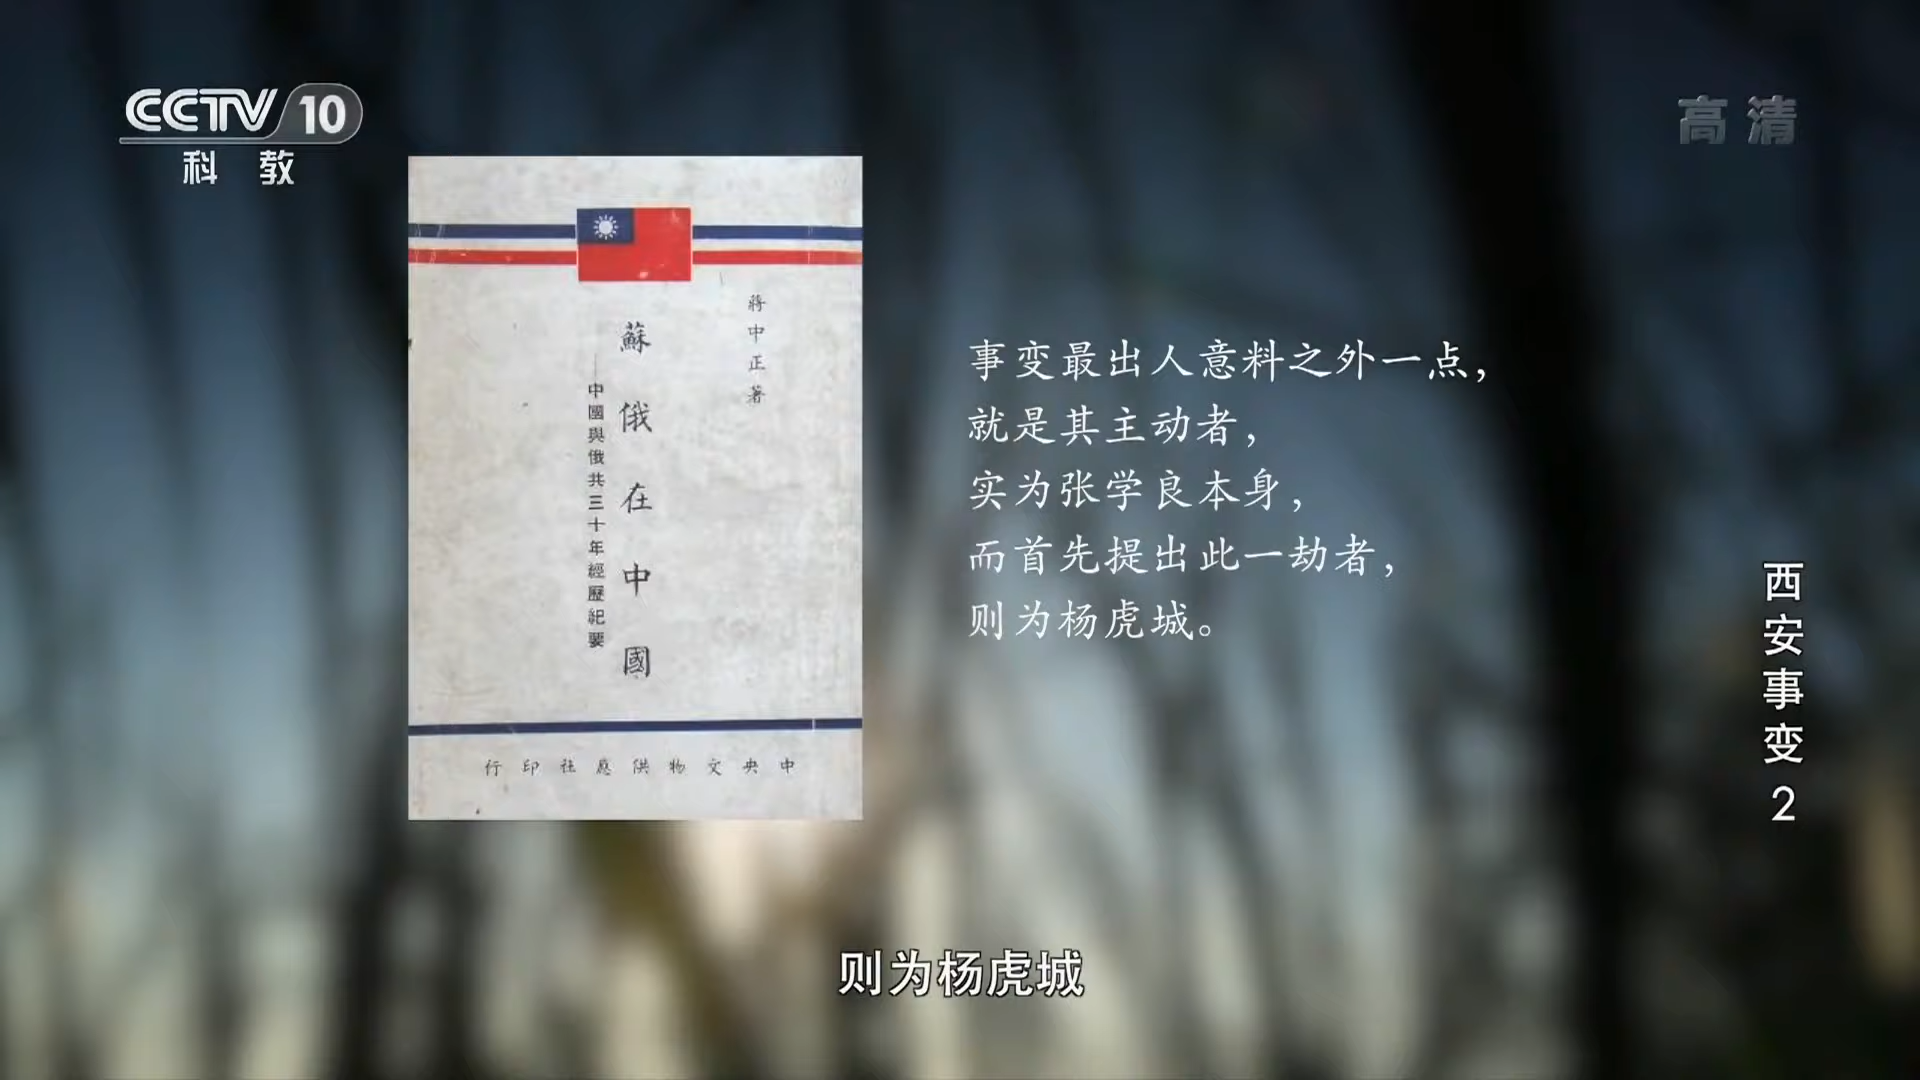 CCTV 10
科 教
高清
蔣中正著
蘇俄在中國
中國與俄共三十年經歷紀要
行印社應供物文央中
事变最出人意料之外一点，
就是其主动者，
实为张学良本身，
而首先提出此一劫者，
则为杨虎城。
西安事变2
则为杨虎城